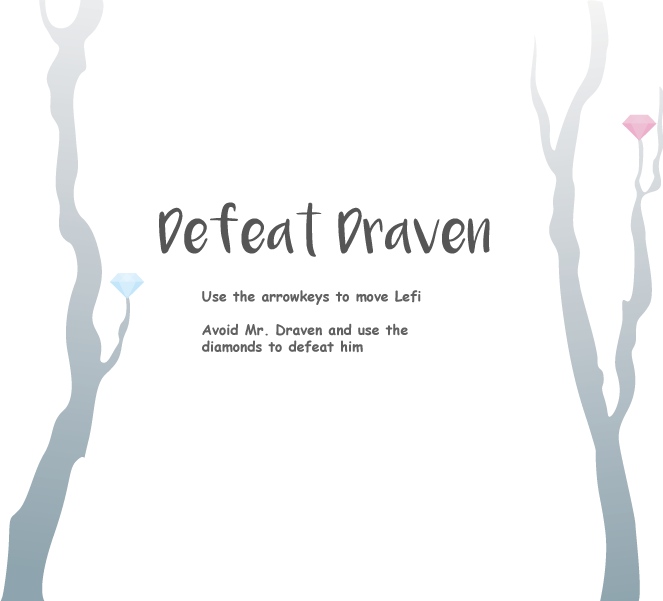 Defeat Draven
Use the arrowkeys to move Lefi
Avoid Mr. Draven and use the
diamonds to defeat him